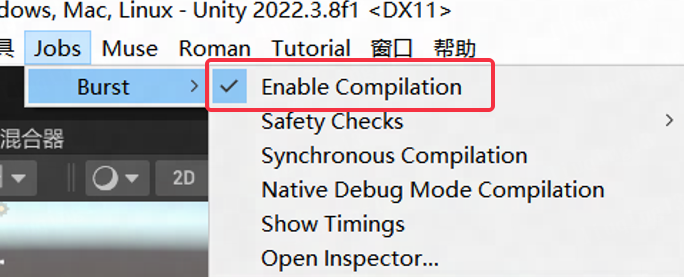 dows, Mac, Linux - Unity 2022.3.8f1 <DX11>
具 Jobs Muse Roman Tutorial 窗口 帮助
Burst
Enable Compilation
Safety Checks
混合器
Synchronous Compilation
2D
Native Debug Mode Compilation
Show Timings
Open Inspector...